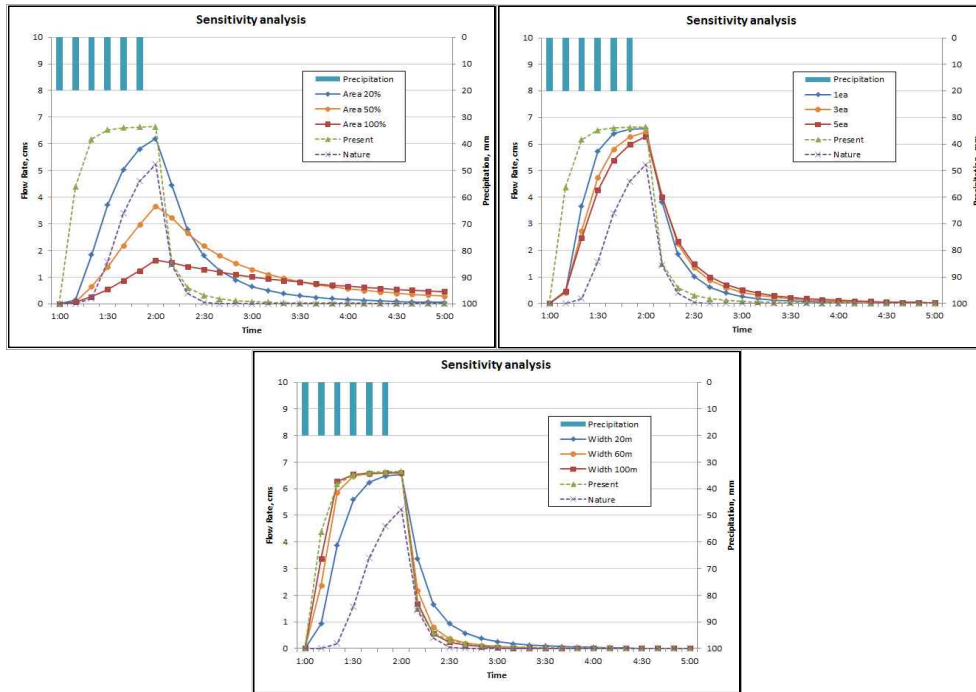 Sensitivity analysis
10
9
8
7
6
5
4
3
2
1
0
Flow Rate, cms
0
10
20
30
40
50
60
70
80
90
100
Precipitation, mm
Precipitation
Area 20%
Area 50%
Area 100%
Present
Nature
1:00 1:30 2:00 2:30 3:00 3:30 4:00 4:30 5:00
Time
Sensitivity analysis
10
9
8
7
6
5
4
3
2
1
0
Flow Rate, cms
0
10
20
30
40
50
60
70
80
90
100
Precipitation, mm
Precipitation
1ea
3ea
5ea
Present
Nature
1:00 1:30 2:00 2:30 3:00 3:30 4:00 4:30 5:00
Time
Sensitivity analysis
10
9
8
7
6
5
4
3
2
1
0
Flow Rate, cms
0
10
20
30
40
50
60
70
80
90
100
Precipitation, mm
Precipitation
Width 20m
Width 60m
Width 100m
Present
Nature
1:00 1:30 2:00 2:30 3:00 3:30 4:00 4:30 5:00
Time